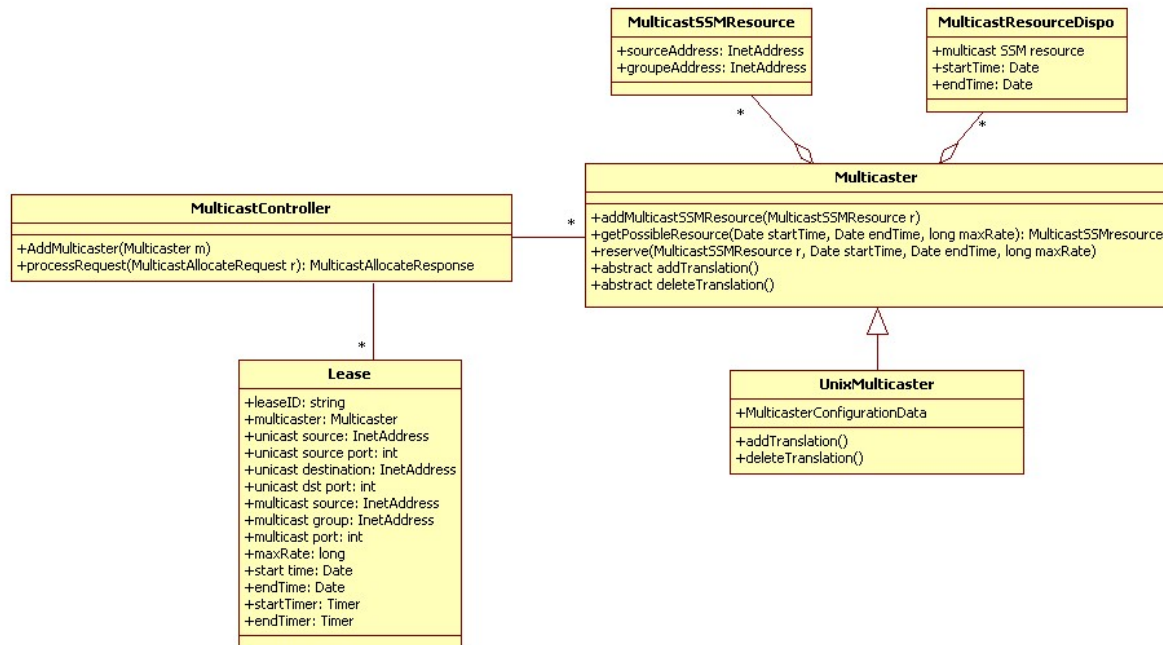 MulticastSSMResource
+sourceAddress: InetAddress
+groupeAddress: InetAddress
*
MulticastResourceDispo
+multicast SSM resource
+startTime: Date
+endTime: Date
*
MulticastController
+AddMulticaster(Multicaster m)
+processRequest(MulticastAllocateRequest r): MulticastAllocateResponse
*
Multicaster
+addMulticastSSMResource(MulticastSSMResource r)
+getPossibleResource(Date startTime, Date endTime, long maxRate): MulticastSSMresource
+reserve(MulticastSSMResource r, Date startTime, Date endTime, long maxRate)
+abstract addTranslation()
+abstract deleteTranslation()
*
Lease
+leaseID: string
+multicaster: Multicaster
+unicast source: InetAddress
+unicast source port: int
+unicast destination: InetAddress
+unicast dst port: int
+multicast source: InetAddress
+multicast group: InetAddress
+multicast port: int
+maxRate: long
+start time: Date
+endTime: Date
+startTimer: Timer
+endTimer: Timer
UnixMulticaster
+MulticasterConfigurationData
+addTranslation()
+deleteTranslation()